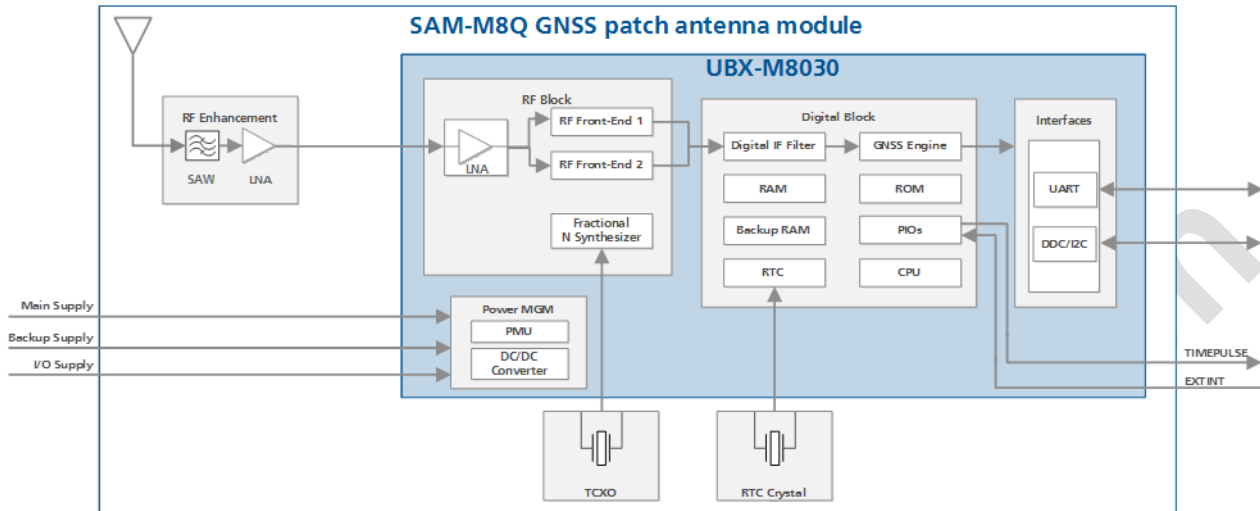 SAM-M8Q GNSS patch antenna module
UBX-M8030
RF Enhancement
SAW
LNA
RF Block
LNA
RF Front-End 1
RF Front-End 2
Fractional
N Synthesizer
Digital Block
Digital IF Filter
GNSS Engine
RAM
ROM
Backup RAM
PIOs
RTC
CPU
Interfaces
UART
DDC/I2C
Main Supply
Backup Supply
I/O Supply
Power MGM
PMU
DC/DC
Converter
TIMEPULSE
EXTINT
TCXO
RTC Crystal